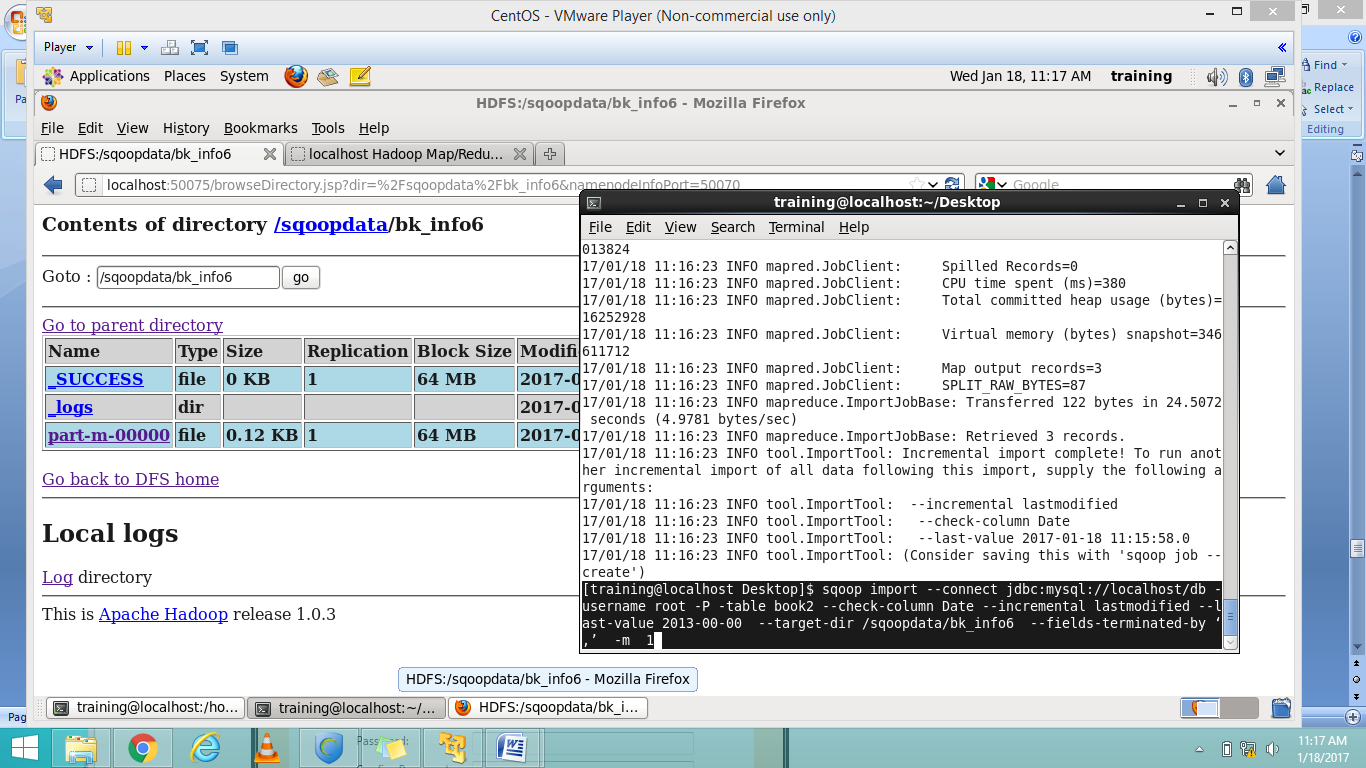 CentOS - VMware Player (Non-commercial use only)
Player
Applications Places System
Wed Jan 18, 11:17 AM training
HDFS:/sqoopdata/bk_info6 - Mozilla Firefox
File Edit View History Bookmarks Tools Help
HDFS:/sqoopdata/bk_info6
localhost Hadoop Map/Redu...
localhost:50075/browseDirectory.jsp?dir=%2Fsqoopdata%2Fbk_info6&namenodeInfoPort=50070
Google
Contents of directory /sqoopdata/bk_info6
Goto : /sqoopdata/bk_info6 go
Go to parent directory
Name Type Size Replication Block Size Modifi
_SUCCESS file 0 KB 1 64 MB 2017-0
_logs dir 2017-0
part-m-00000 file 0.12 KB 1 64 MB 2017-0
Go back to DFS home
Local logs
Log directory
This is Apache Hadoop release 1.0.3
training@localhost:~/Desktop
File Edit View Search Terminal Help
013824
17/01/18 11:16:23 INFO mapred.JobClient:     Spilled Records=0
17/01/18 11:16:23 INFO mapred.JobClient:     CPU time spent (ms)=380
17/01/18 11:16:23 INFO mapred.JobClient:     Total committed heap usage (bytes)=
16252928
17/01/18 11:16:23 INFO mapred.JobClient:     Virtual memory (bytes) snapshot=346
611712
17/01/18 11:16:23 INFO mapred.JobClient:     Map output records=3
17/01/18 11:16:23 INFO mapred.JobClient:     SPLIT_RAW_BYTES=87
17/01/18 11:16:23 INFO mapreduce.ImportJobBase: Transferred 122 bytes in 24.5072
seconds (4.9781 bytes/sec)
17/01/18 11:16:23 INFO mapreduce.ImportJobBase: Retrieved 3 records.
17/01/18 11:16:23 INFO tool.ImportTool: Incremental import complete! To run anot
her incremental import of all data following this import, supply the following a
rguments:
17/01/18 11:16:23 INFO tool.ImportTool:  --incremental lastmodified
17/01/18 11:16:23 INFO tool.ImportTool:   --check-column Date
17/01/18 11:16:23 INFO tool.ImportTool:   --last-value 2017-01-18 11:15:58.0
17/01/18 11:16:23 INFO tool.ImportTool: (Consider saving this with 'sqoop job --
create')
[training@localhost Desktop]$ sqoop import --connect jdbc:mysql://localhost/db -
username root -P -table book2 --check-column Date --incremental lastmodified --l
ast-value 2013-00-00  --target-dir /sqoopdata/bk_info6  --fields-terminated-by ‘
,’  -m  1
HDFS:/sqoopdata/bk_info6 - Mozilla Firefox
training@localhost:/ho...
training@localhost:~/...
HDFS:/sqoopdata/bk_i...
Find
Replace
Select
Editing
Pa
Pag
Password:
11:17 AM
1/18/2017